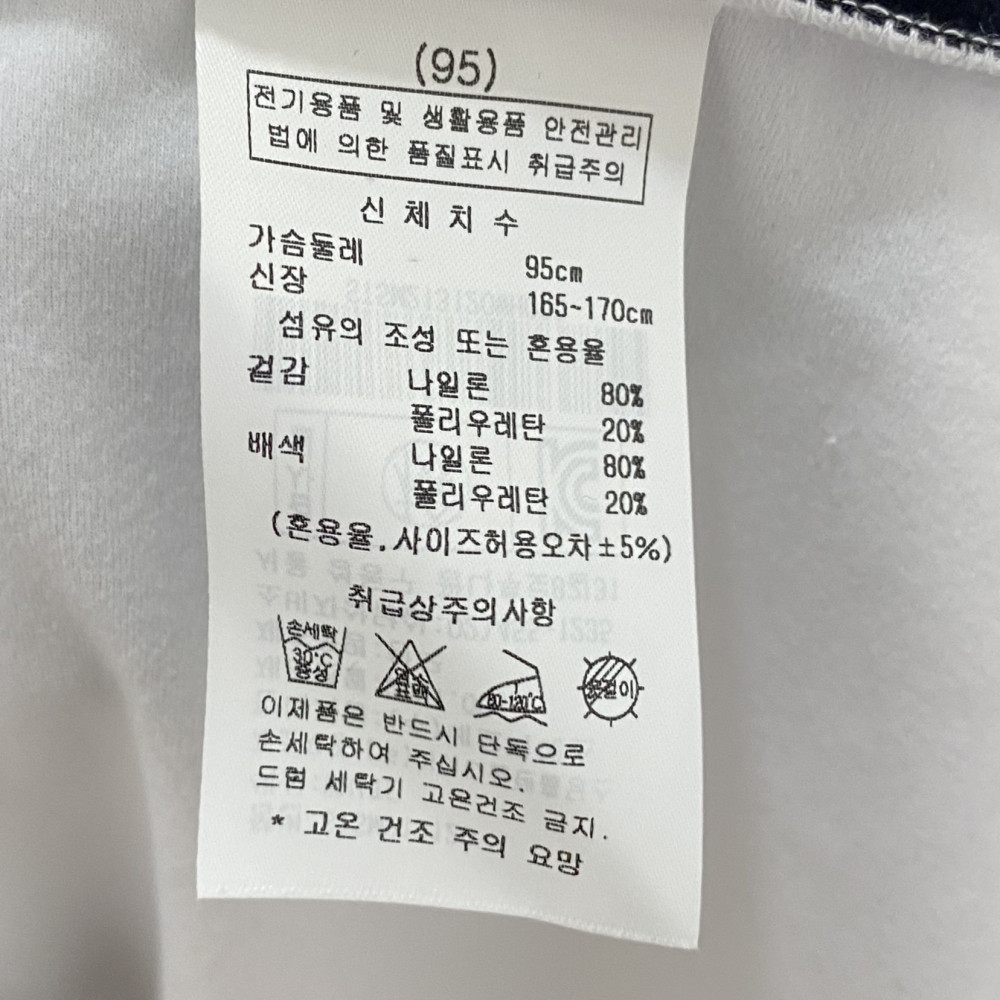 (95)
전기용품 및 생활용품 안전관리
법에 의한 품질표시 취급주의
신 체 치 수
가슴둘레 95cm
신장 165~170cm
섬유의 조성 또는 혼용율
겉감 나일론 80%
폴리우레탄 20%
배색 나일론 80%
폴리우레탄 20%
(혼용율.사이즈허용오차±5%)
취급상주의사항
손세탁
30°C
중성
염소
표백
80-120°C
옷걸이
이제품은 반드시 단독으로
손세탁하여 주십시오.
드럼 세탁기 고온건조 금지.
* 고온 건조 주의 요망